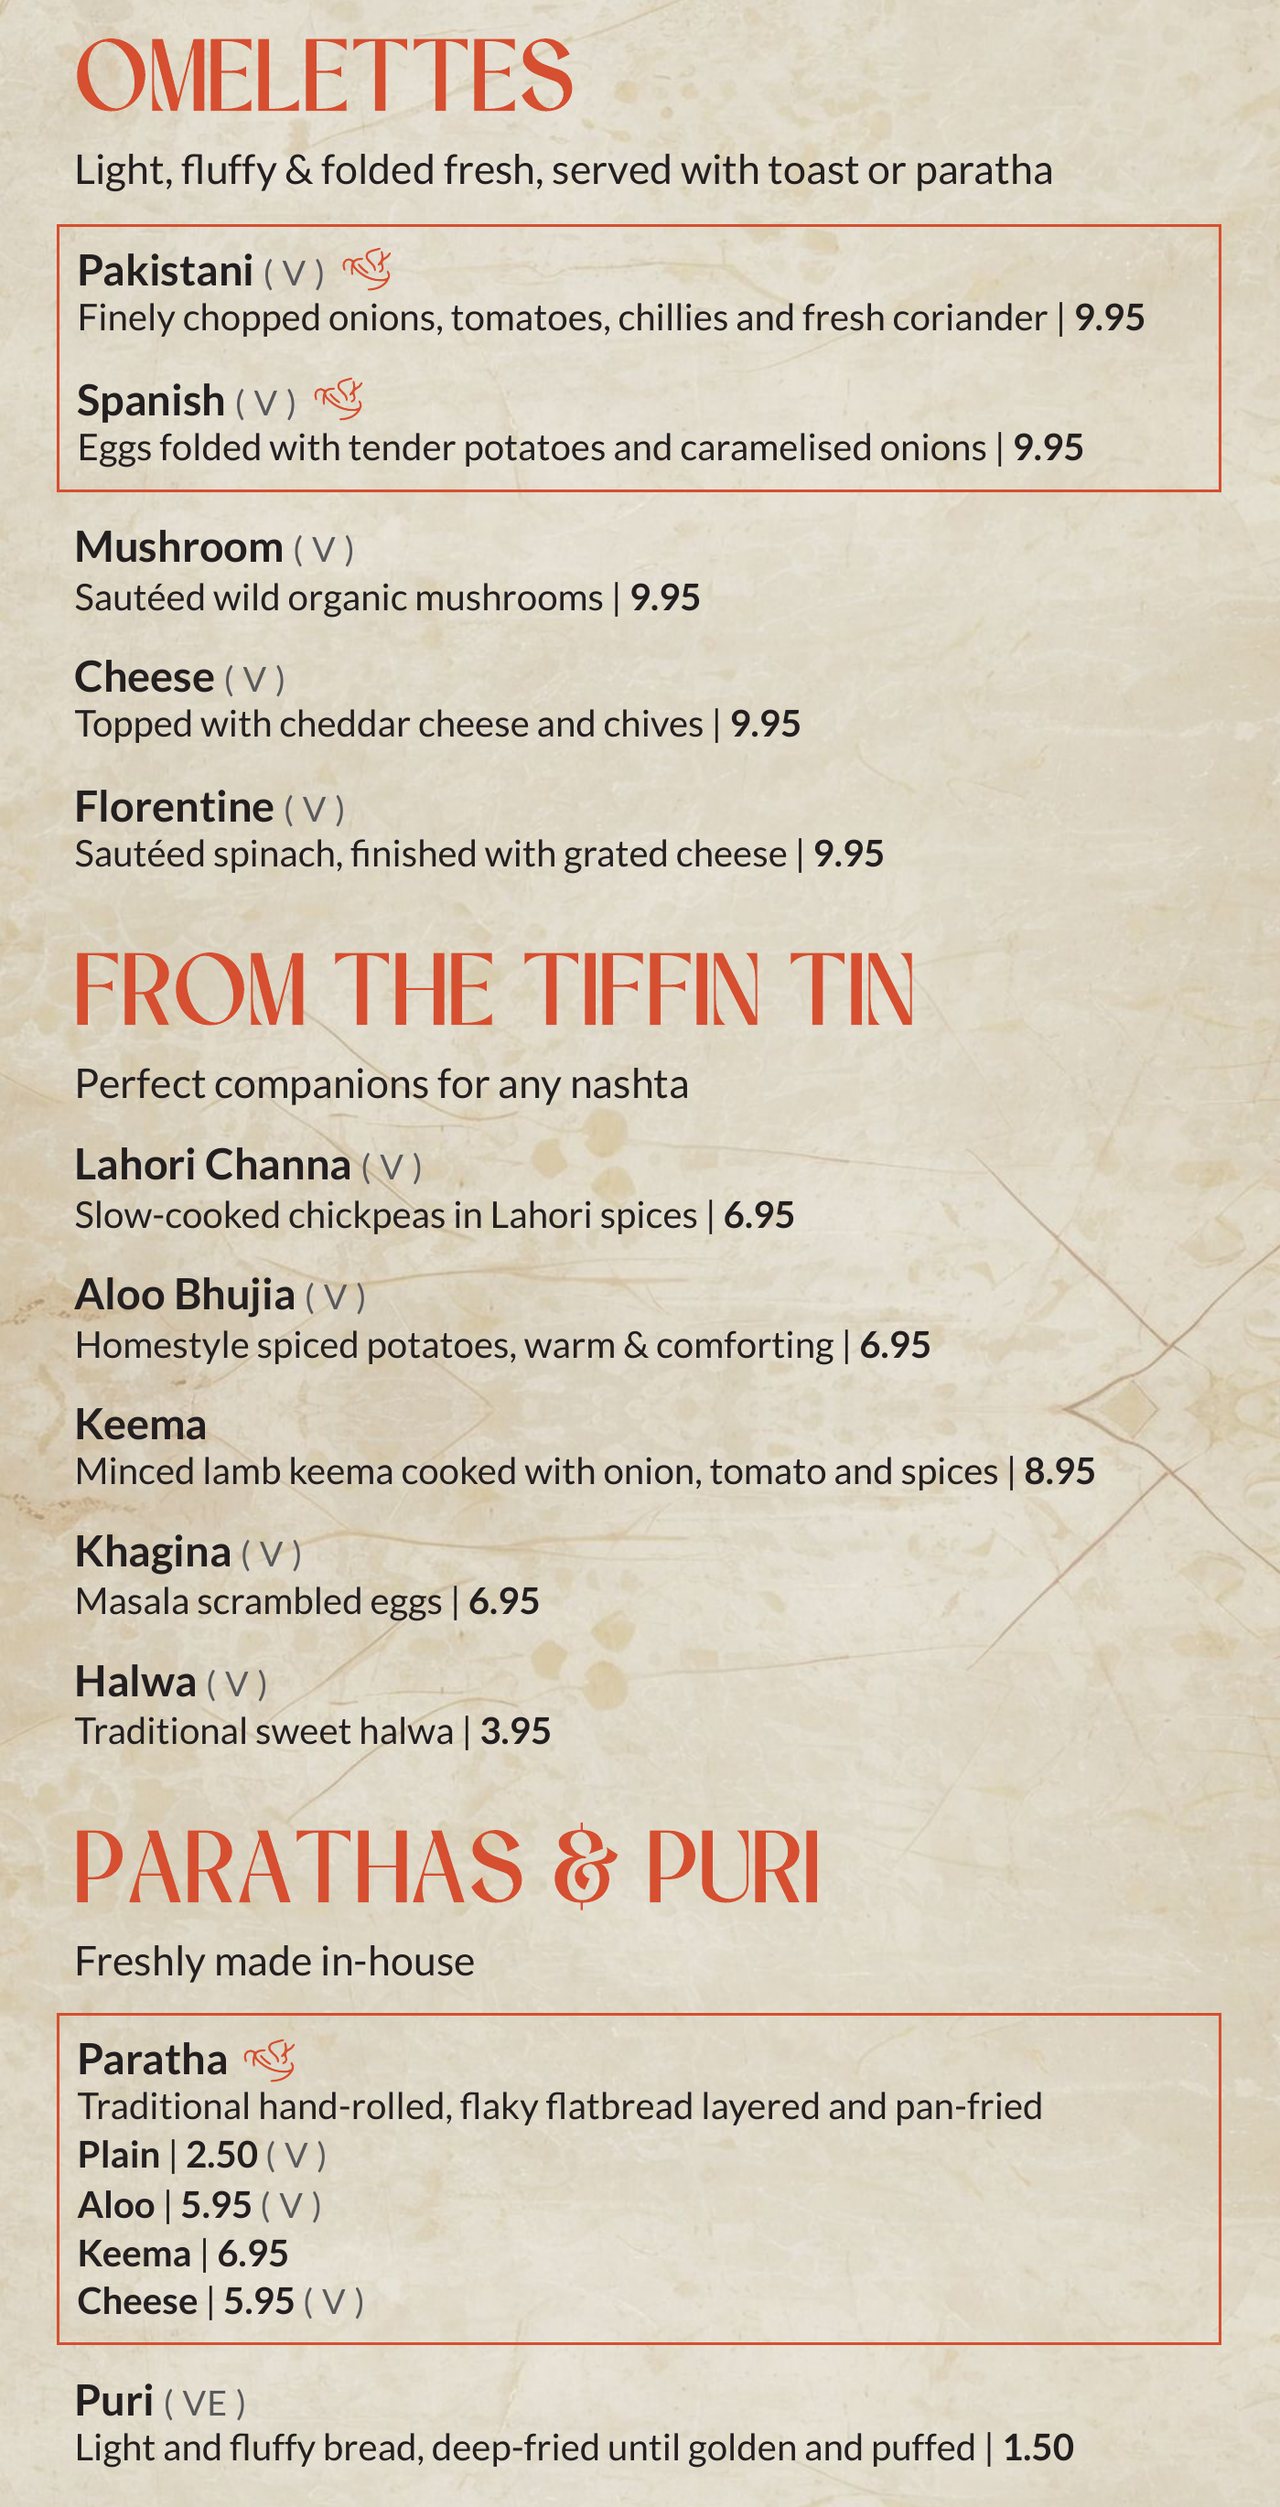 OMELETTES
Light, fluffy & folded fresh, served with toast or paratha
Pakistani ( V )
Finely chopped onions, tomatoes, chillies and fresh coriander | 9.95
Spanish ( V )
Eggs folded with tender potatoes and caramelised onions | 9.95
Mushroom ( V )
Sautéed wild organic mushrooms | 9.95
Cheese ( V )
Topped with cheddar cheese and chives | 9.95
Florentine ( V )
Sautéed spinach, finished with grated cheese | 9.95
FROM THE TIFFIN TIN
Perfect companions for any nashta
Lahori Channa ( V )
Slow-cooked chickpeas in Lahori spices | 6.95
Aloo Bhujia ( V )
Homestyle spiced potatoes, warm & comforting | 6.95
Keema
Minced lamb keema cooked with onion, tomato and spices | 8.95
Khagina ( V )
Masala scrambled eggs | 6.95
Halwa ( V )
Traditional sweet halwa | 3.95
PARATHAS & PURI
Freshly made in-house
Paratha
Traditional hand-rolled, flaky flatbread layered and pan-fried
Plain | 2.50 ( V )
Aloo | 5.95 ( V )
Keema | 6.95
Cheese | 5.95 ( V )
Puri ( VE )
Light and fluffy bread, deep-fried until golden and puffed | 1.50